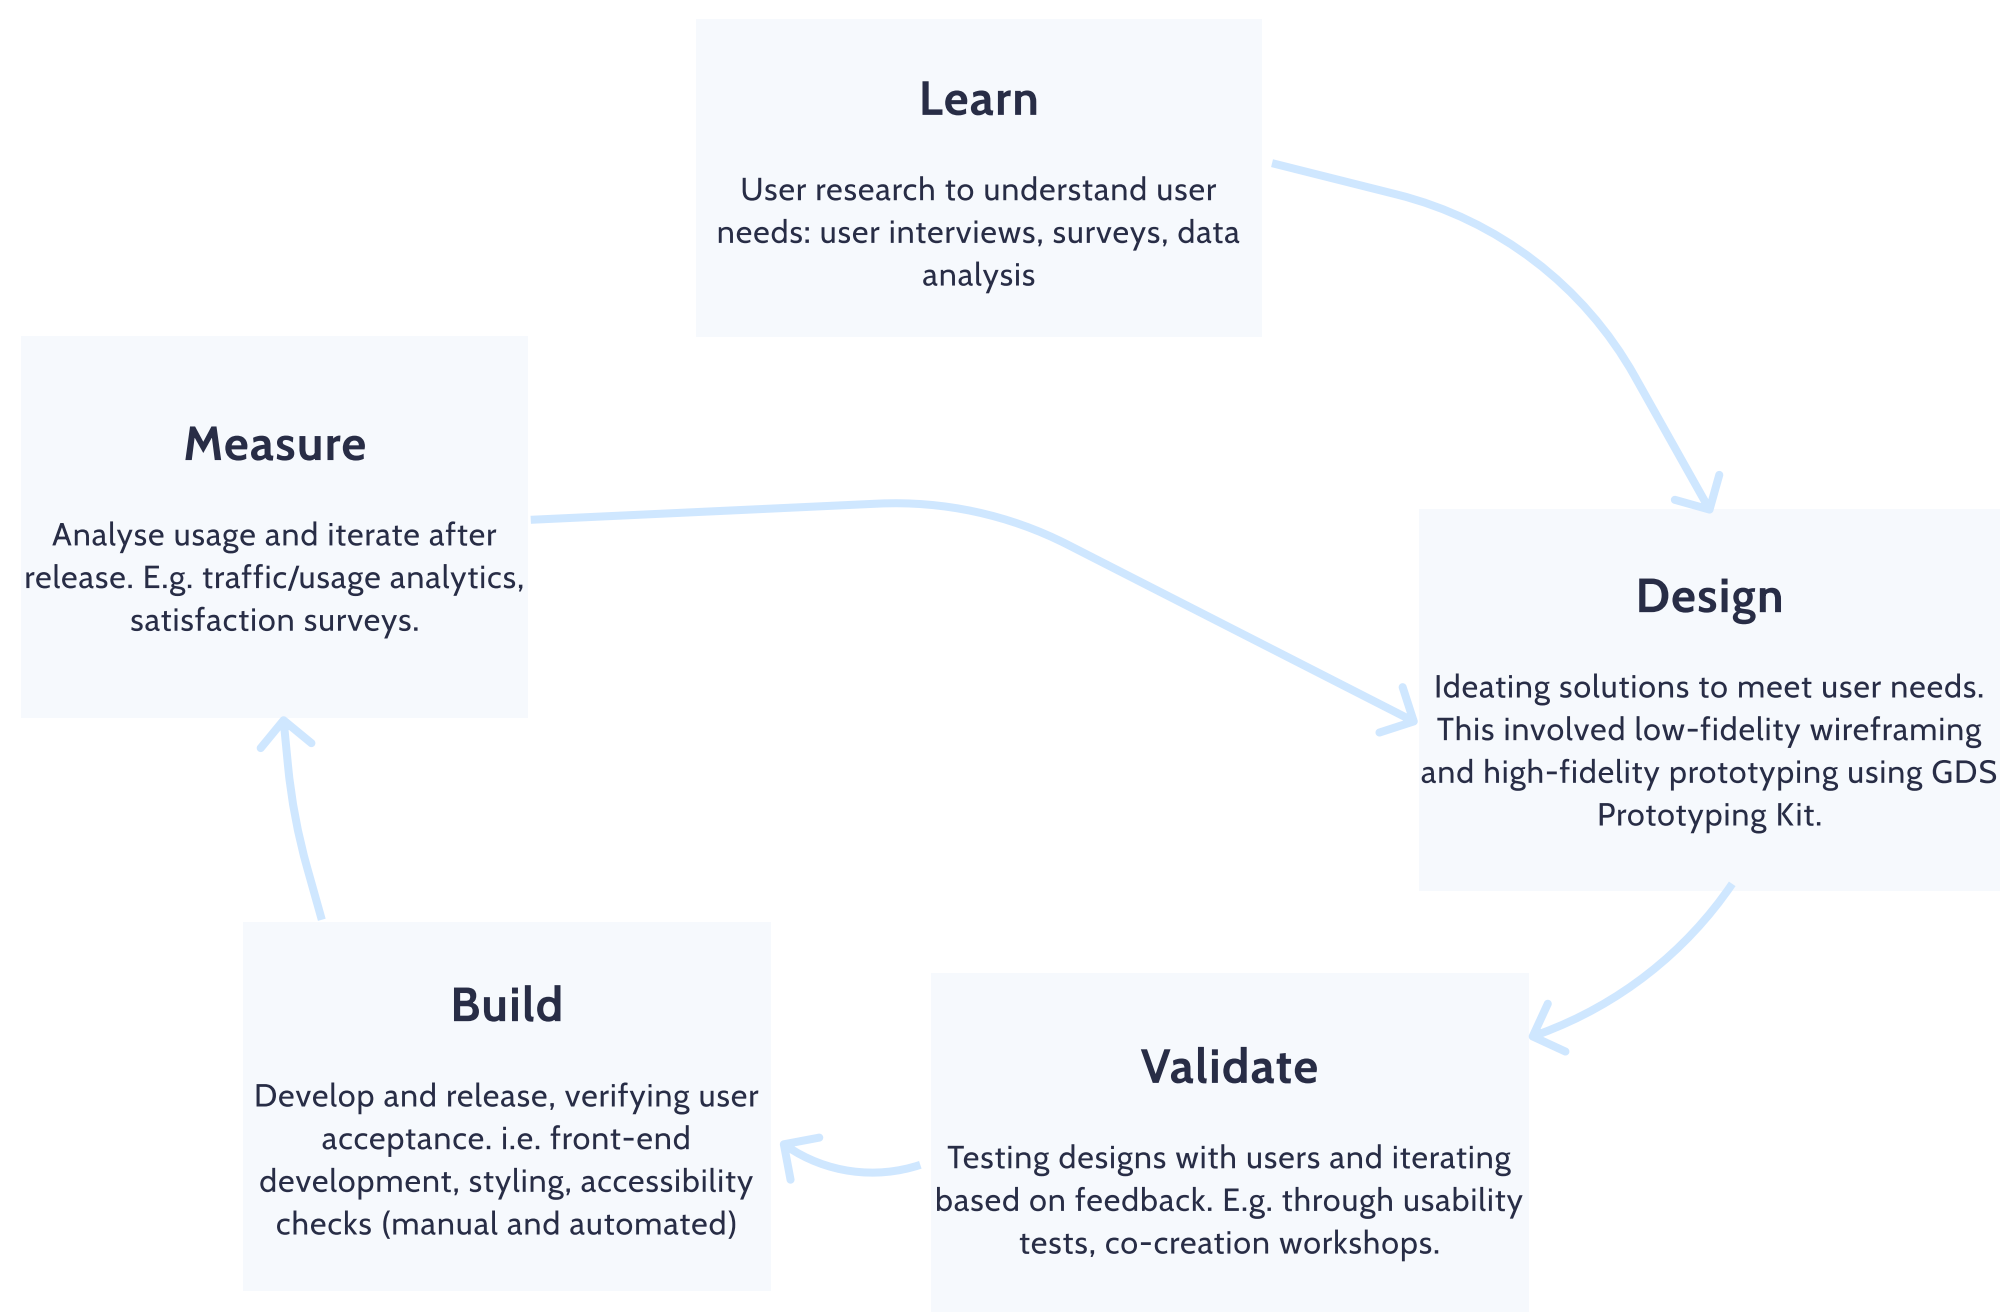 Learn
User research to understand user
needs: user interviews, surveys, data
analysis
Measure
Analyse usage and iterate after
release. E.g. traffic/usage analytics,
satisfaction surveys.
Design
Ideating solutions to meet user needs.
This involved low-fidelity wireframing
and high-fidelity prototyping using GDS
Prototyping Kit.
Build
Develop and release, verifying user
acceptance. i.e. front-end
development, styling, accessibility
checks (manual and automated)
Validate
Testing designs with users and iterating
based on feedback. E.g. through usability
tests, co-creation workshops.